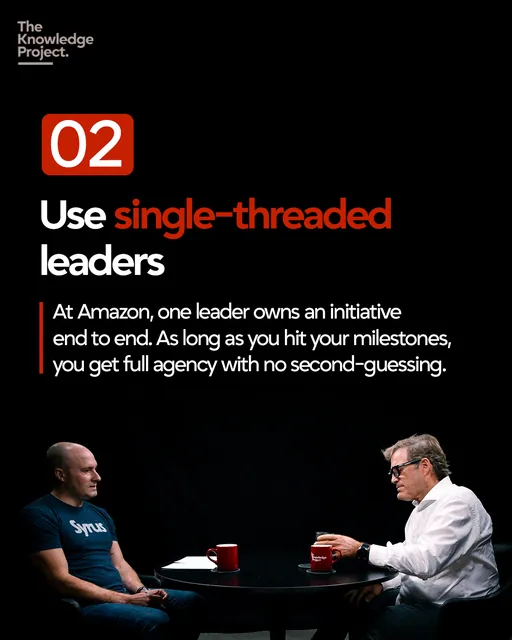 The
Knowledge
Project.
02
Use single-threaded
leaders
At Amazon, one leader owns an initiative
end to end. As long as you hit your milestones,
you get full agency with no second-guessing.
Syrus